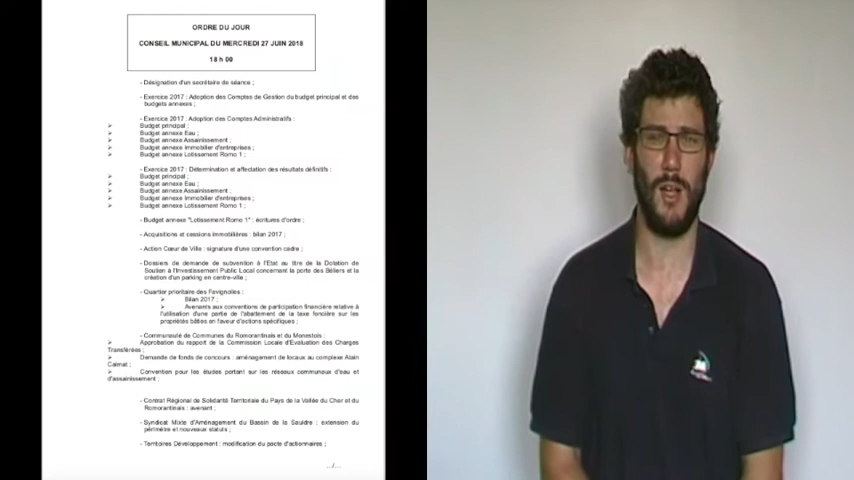 ORDRE DU JOUR
CONSEIL MUNICIPAL DU MERCREDI 27 JUIN 2018
18 h 00
- Désignation d'un secrétaire de séance ;
- Exercice 2017 : Adoption des Comptes de Gestion du budget principal et des
budgets annexes ;
- Exercice 2017 : Adoption des Comptes Administratifs :
➢ Budget principal ;
➢ Budget annexe Eau ;
➢ Budget annexe Assainissement ;
➢ Budget annexe Immobilier d'entreprises ;
➢ Budget annexe Lotissement Romo 1 ;
- Exercice 2017 : Détermination et affectation des résultats définitifs :
➢ Budget principal ;
➢ Budget annexe Eau ;
➢ Budget annexe Assainissement ;
➢ Budget annexe Immobilier d'entreprises ;
➢ Budget annexe Lotissement Romo 1 ;
- Budget annexe "Lotissement Romo 1" : écritures d'ordre ;
- Acquisitions et cessions immobilières : bilan 2017 ;
- Action Cœur de Ville : signature d'une convention cadre ;
- Dossiers de demande de subvention à l'Etat au titre de la Dotation de
Soutien à l'Investissement Public Local concernant la porte des Béliers et la
création d'un parking en centre-ville ;
- Quartier prioritaire des Favignolles :
➢ Bilan 2017 ;
➢ Avenants aux conventions de participation financière relative à
l'utilisation d'une partie de l'abattement de la taxe foncière sur les
propriétés bâties en faveur d'actions spécifiques ;
- Communauté de Communes du Romorantinais et du Monestois :
➢ Approbation du rapport de la Commission Locale d'Evaluation des Charges
Transférées ;
➢ Demande de fonds de concours : aménagement de locaux au complexe Alain
Calmat ;
➢ Convention pour les études portant sur les réseaux communaux d'eau et
d'assainissement ;
- Contrat Régional de Solidarité Territoriale du Pays de la Vallée du Cher et du
Romorantinais : avenant ;
- Syndicat Mixte d'Aménagement du Bassin de la Sauldre : extension du
périmètre et nouveaux statuts ;
- Territoires Développement : modification du pacte d'actionnaires ;
.../...